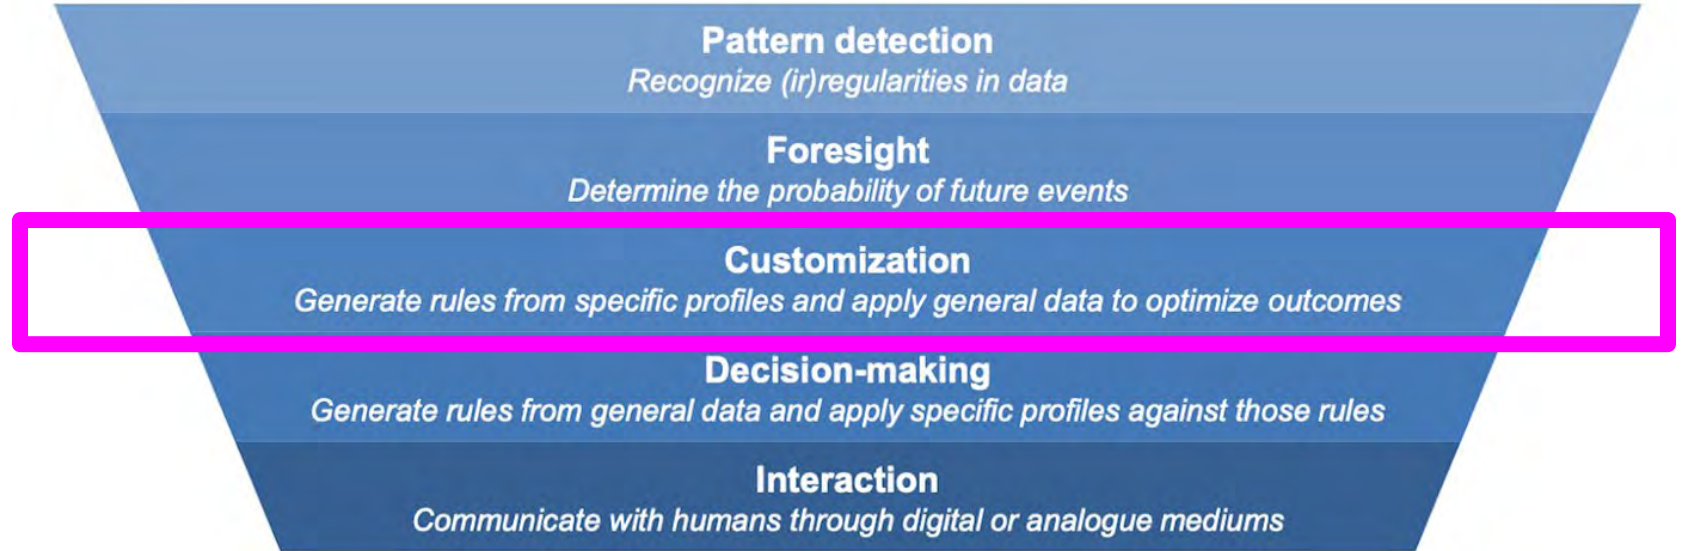 Pattern detection
Recognize (ir)regularities in data
Foresight
Determine the probability of future events
Customization
Generate rules from specific profiles and apply general data to optimize outcomes
Decision-making
Generate rules from general data and apply specific profiles against those rules
Interaction
Communicate with humans through digital or analogue mediums